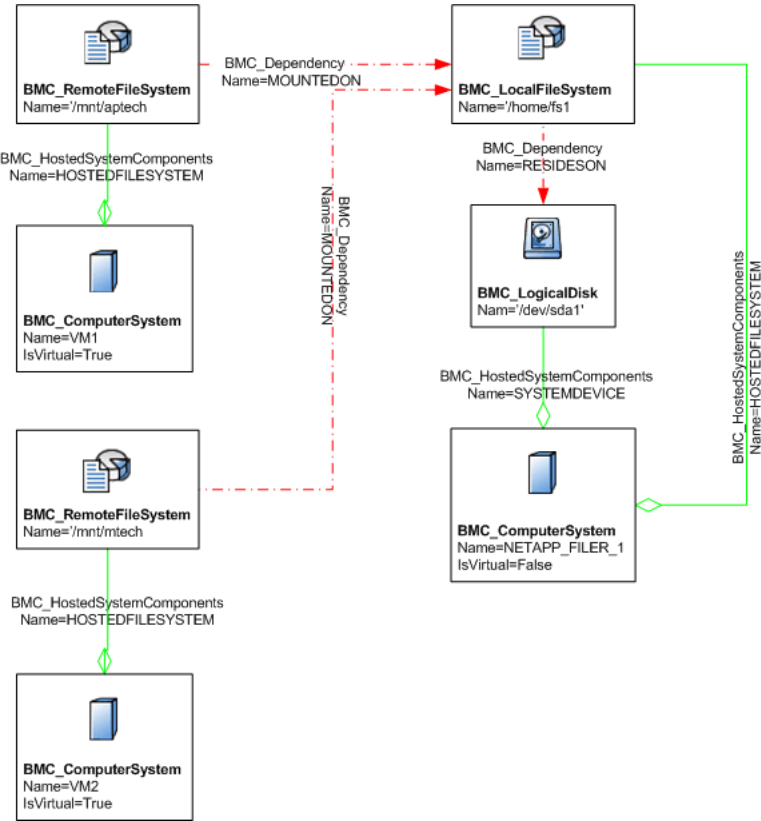 BMC_RemoteFileSystem
Name='/mnt/aptech
BMC_Dependency
Name=MOUNTEDON
BMC_LocalFileSystem
Name='/home/fs1
BMC_HostedSystemComponents
Name=HOSTEDFILESYSTEM
BMC_Dependency
Name=RESIDESON
BMC_Dependency
Name=MOUNTEDON
BMC_LogicalDisk
Nam='/dev/sda1'
BMC_HostedSystemComponents
Name=HOSTEDFILESYSTEM
BMC_ComputerSystem
Name=VM1
IsVirtual=True
BMC_HostedSystemComponents
Name=SYSTEMDEVICE
BMC_RemoteFileSystem
Name='/mnt/mtech
BMC_ComputerSystem
Name=NETAPP_FILER_1
IsVirtual=False
BMC_HostedSystemComponents
Name=HOSTEDFILESYSTEM
BMC_ComputerSystem
Name=VM2
IsVirtual=True